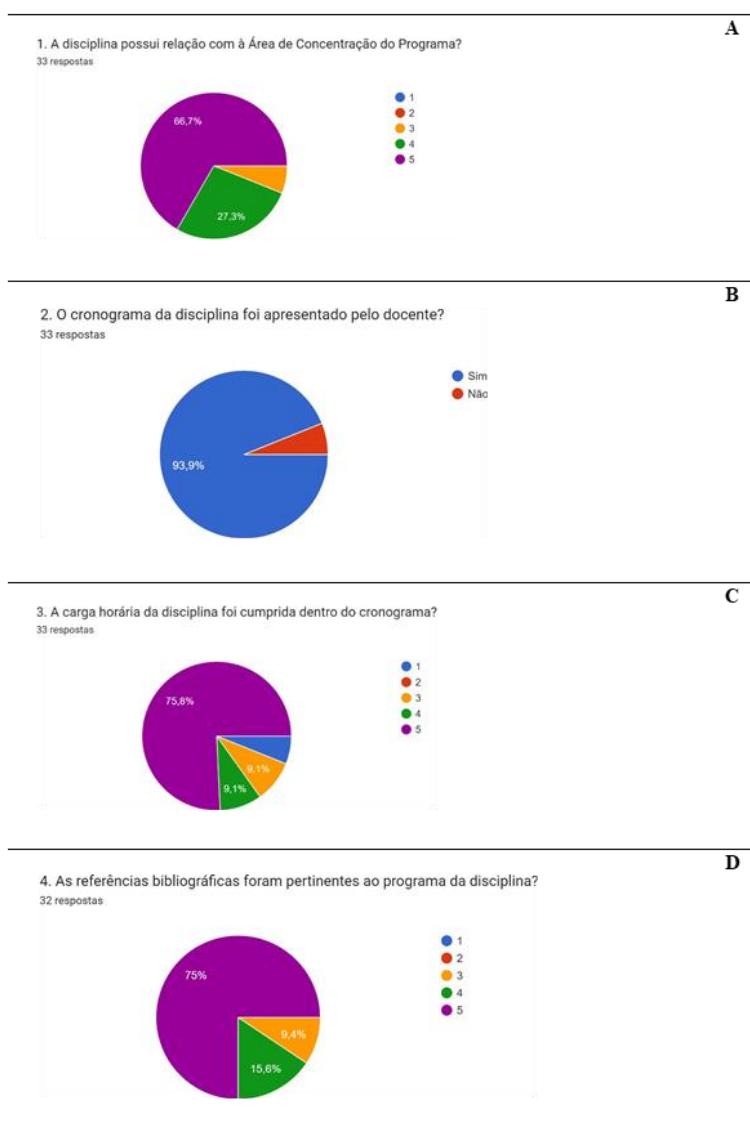 A
1. A disciplina possui relação com à Área de Concentração do Programa?
33 respostas
66,7%
27,3%
1
2
3
4
5
B
2. O cronograma da disciplina foi apresentado pelo docente?
33 respostas
93,9%
Sim
Não
C
3. A carga horária da disciplina foi cumprida dentro do cronograma?
33 respostas
75,8%
9,1%
9,1%
1
2
3
4
5
D
4. As referências bibliográficas foram pertinentes ao programa da disciplina?
32 respostas
75%
9,4%
15,6%
1
2
3
4
5